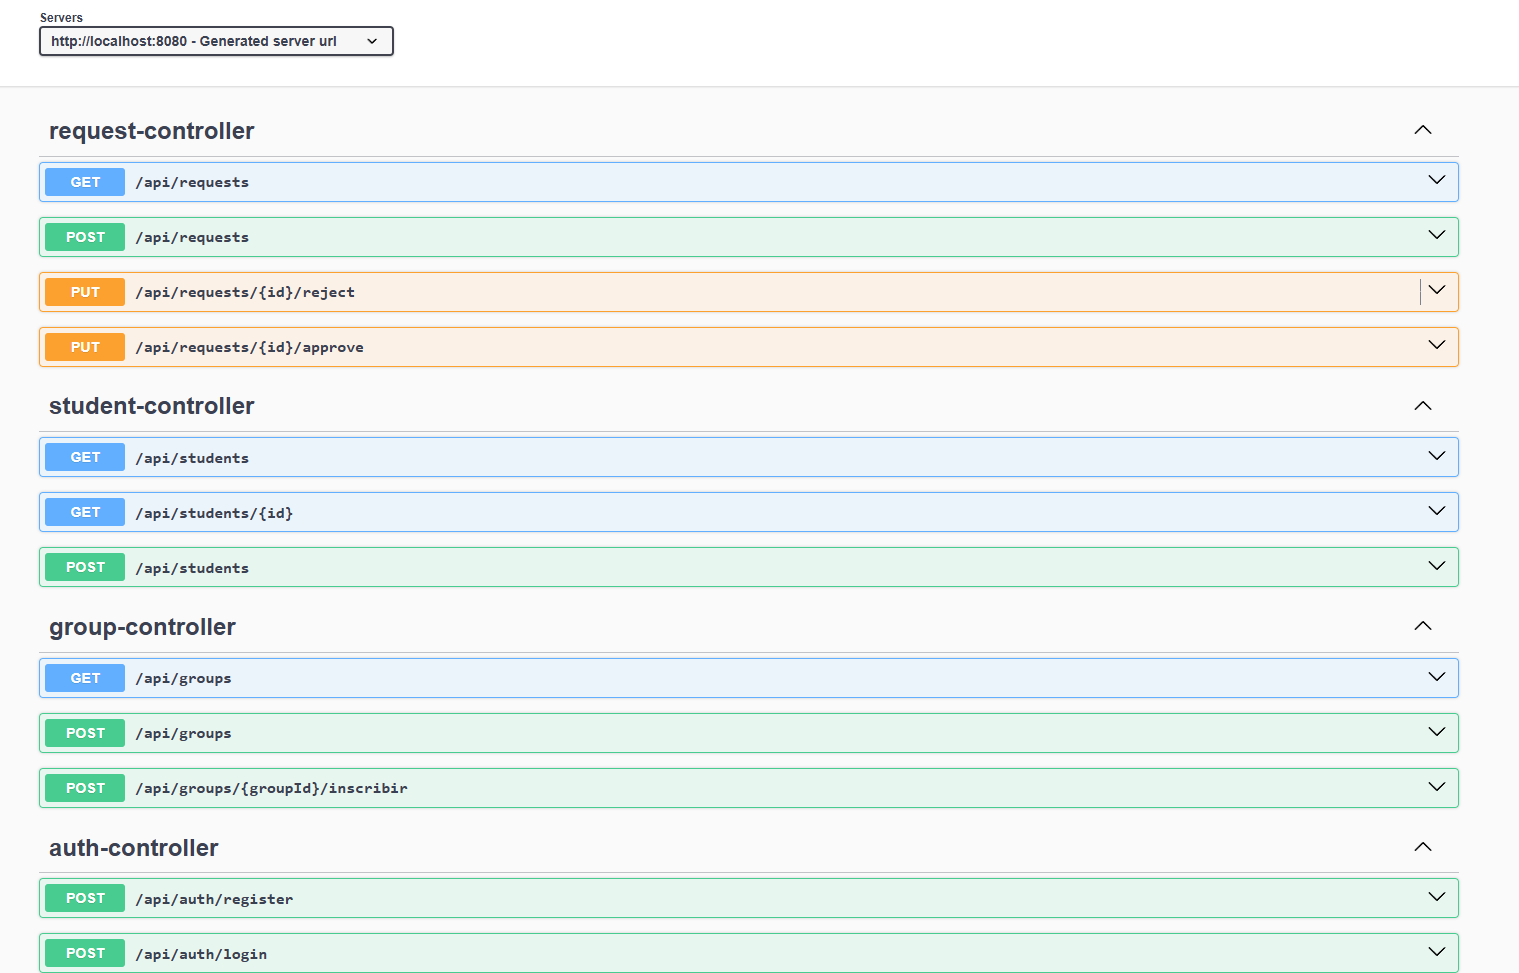 Servers
http://localhost:8080 - Generated server url
request-controller
GET /api/requests
POST /api/requests
PUT /api/requests/{id}/reject
PUT /api/requests/{id}/approve
student-controller
GET /api/students
GET /api/students/{id}
POST /api/students
group-controller
GET /api/groups
POST /api/groups
POST /api/groups/{groupId}/inscribir
auth-controller
POST /api/auth/register
POST /api/auth/login